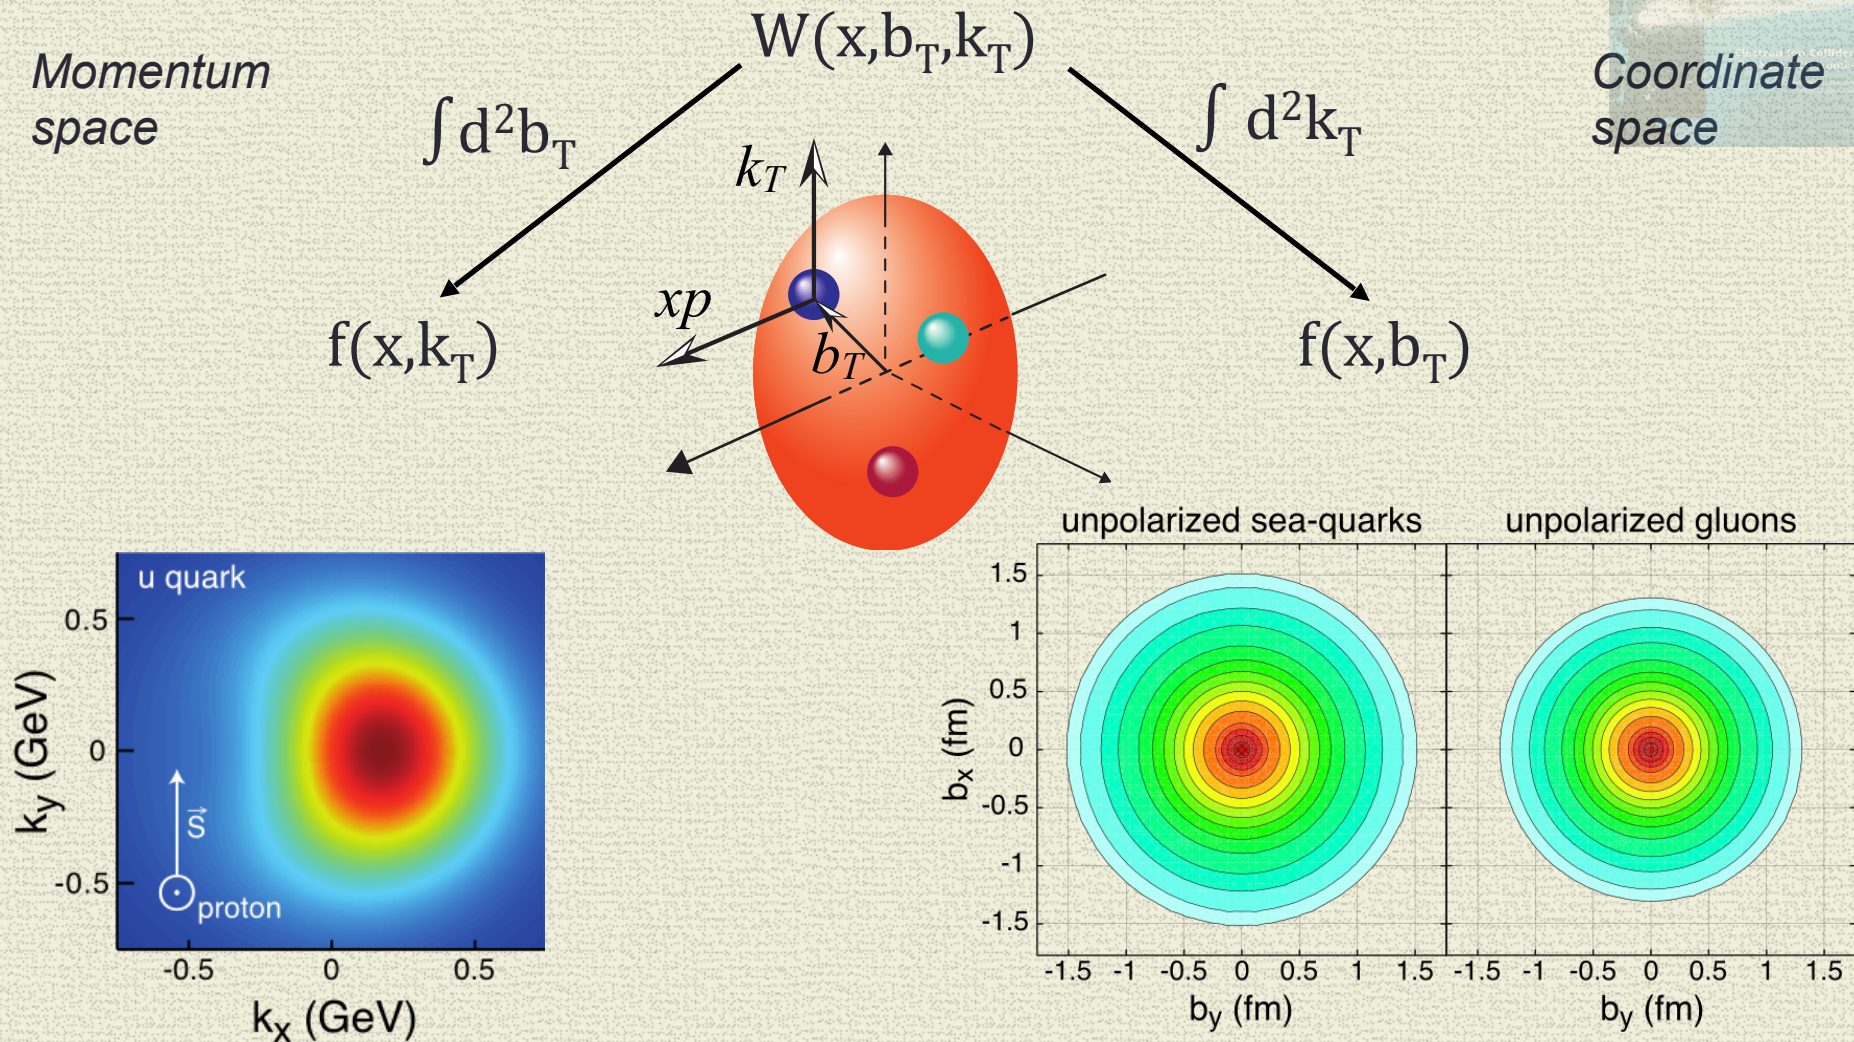 W(x,b_T,k_T)
Momentum
space
Coordinate
space
∫ d²b_T
∫ d²k_T
k_T
xp
b_T
f(x,k_T)
f(x,b_T)
u quark
0.5
0
-0.5
k_y (GeV)
S⃗
proton
-0.5 0 0.5
k_x (GeV)
unpolarized sea-quarks
unpolarized gluons
1.5
1
0.5
0
-0.5
-1
-1.5
b_x (fm)
-1.5 -1 -0.5 0 0.5 1 1.5
-1.5 -1 -0.5 0 0.5 1 1.5
b_y (fm)
b_y (fm)